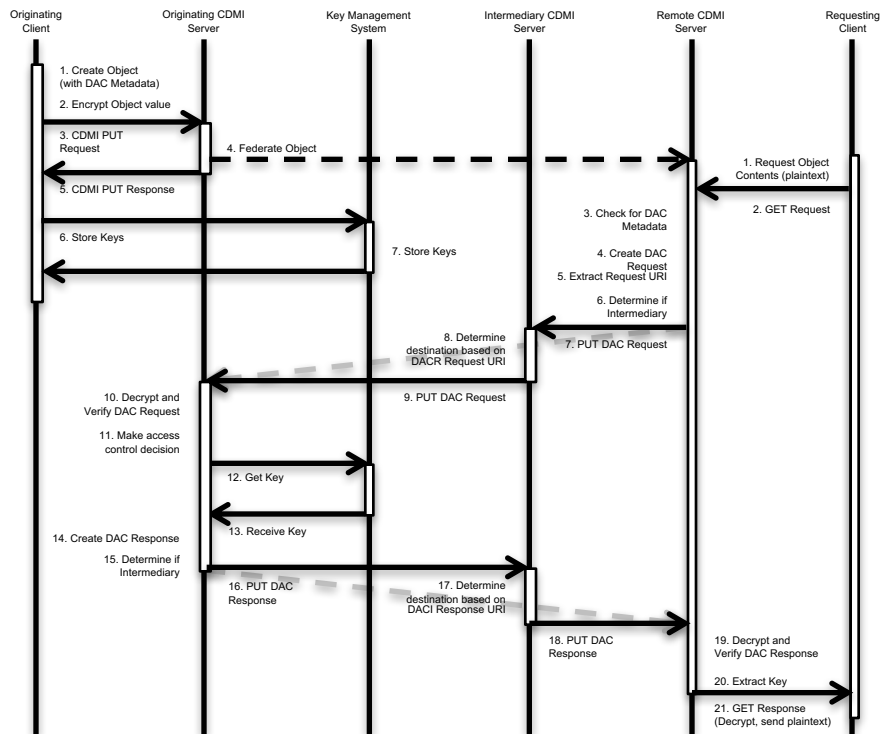 Originating
Client
Originating CDMI
Server
Key Management
System
Intermediary CDMI
Server
Remote CDMI
Server
Requesting
Client
1. Create Object
(with DAC Metadata)
2. Encrypt Object value
3. CDMI PUT
Request
4. Federate Object
5. CDMI PUT Response
6. Store Keys
7. Store Keys
1. Request Object
Contents (plaintext)
2. GET Request
3. Check for DAC
Metadata
4. Create DAC
Request
5. Extract Request URI
6. Determine if
Intermediary
7. PUT DAC Request
8. Determine
destination based on
DACR Request URI
9. PUT DAC Request
10. Decrypt and
Verify DAC Request
11. Make access
control decision
12. Get Key
13. Receive Key
14. Create DAC Response
15. Determine if
Intermediary
16. PUT DAC
Response
17. Determine
destination based on
DACI Response URI
18. PUT DAC
Response
19. Decrypt and
Verify DAC Response
20. Extract Key
21. GET Response
(Decrypt, send plaintext)